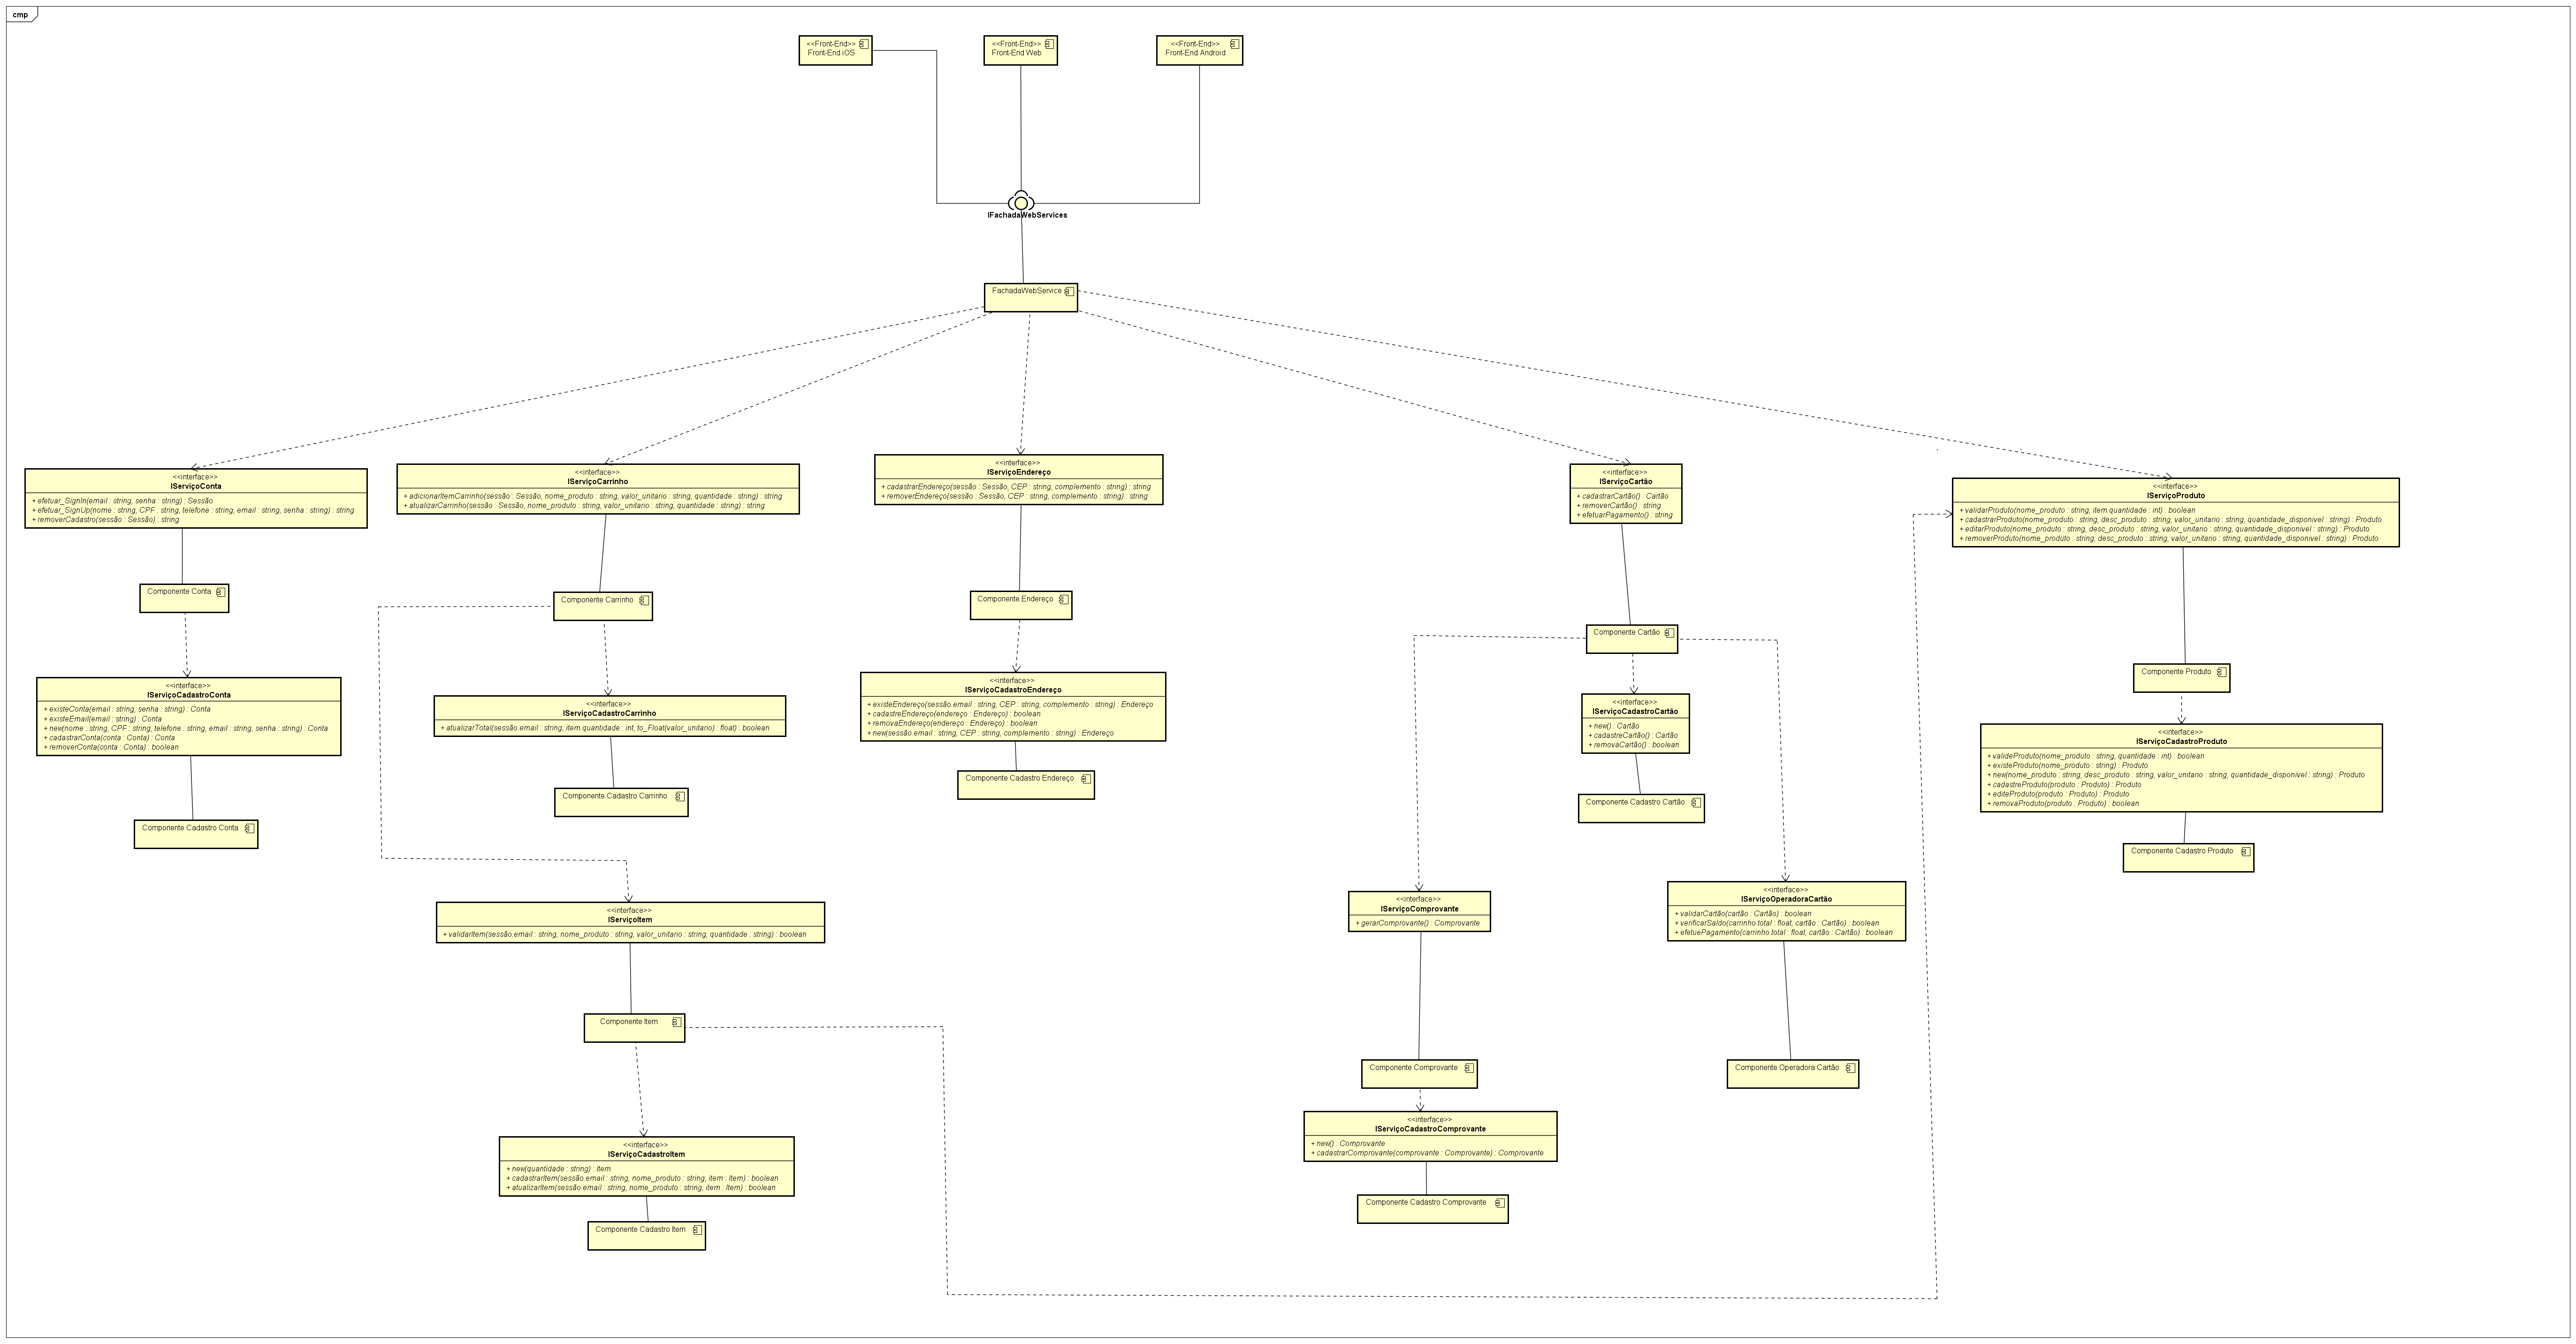 cmp
<<Front-End>>
Front-End iOS
<<Front-End>>
Front-End Web
<<Front-End>>
Front-End Android
IFachadaWebServices
FachadaWebService
<<interface>>
IServiçoConta
+ efetuar_SignIn(email : string, senha : string) : Sessão
+ efetuar_SignUp(nome : string, CPF : string, telefone : string, email : string, senha : string) : string
+ removerCadastro(sessão : Sessão) : string
<<interface>>
IServiçoCarrinho
+ adicionarItemCarrinho(sessão : Sessão, nome_produto : string, valor_unitario : string, quantidade : string) : string
+ atualizarCarrinho(sessão : Sessão, nome_produto : string, valor_unitario : string, quantidade : string) : string
<<interface>>
IServiçoEndereço
+ cadastrarEndereço(sessão : Sessão, CEP : string, complemento : string) : string
+ removerEndereço(sessão : Sessão, CEP : string, complemento : string) : string
<<interface>>
IServiçoCartão
+ cadastrarCartão() : Cartão
+ removerCartão() : string
+ efetuarPagamento() : string
<<interface>>
IServiçoProduto
+ validarProduto(nome_produto : string, item.quantidade : int) : boolean
+ cadastrarProduto(nome_produto : string, desc_produto : string, valor_unitario : string, quantidade_disponivel : string) : Produto
+ editarProduto(nome_produto : string, desc_produto : string, valor_unitario : string, quantidade_disponivel : string) : Produto
+ removerProduto(nome_produto : string, desc_produto : string, valor_unitario : string, quantidade_disponivel : string) : Produto
Componente Conta
Componente Carrinho
Componente Endereço
Componente Cartão
Componente Produto
<<interface>>
IServiçoCadastroConta
+ existeConta(email : string, senha : string) : Conta
+ existeEmail(email : string) : Conta
+ new(nome : string, CPF : string, telefone : string, email : string, senha : string) : Conta
+ cadastrarConta(conta : Conta) : Conta
+ removerConta(conta : Conta) : boolean
<<interface>>
IServiçoCadastroCarrinho
+ atualizarTotal(sessão.email : string, item.quantidade : int, to_Float(valor_unitario) : float) : boolean
<<interface>>
IServiçoCadastroEndereço
+ existeEndereço(sessão.email : string, CEP : string, complemento : string) : Endereço
+ cadastreEndereço(endereço : Endereço) : boolean
+ removaEndereço(endereço : Endereço) : boolean
+ new(sessão.email : string, CEP : string, complemento : string) : Endereço
<<interface>>
IServiçoCadastroCartão
+ new() : Cartão
+ cadastreCartão() : Cartão
+ removaCartão() : boolean
<<interface>>
IServiçoCadastroProduto
+ valideProduto(nome_produto : string, quantidade : int) : boolean
+ existeProduto(nome_produto : string) : Produto
+ new(nome_produto : string, desc_produto : string, valor_unitario : string, quantidade_disponivel : string) : Produto
+ cadastreProduto(produto : Produto) : Produto
+ editeProduto(produto : Produto) : Produto
+ removaProduto(produto : Produto) : boolean
Componente Cadastro Conta
Componente Cadastro Carrinho
Componente Cadastro Endereço
Componente Cadastro Cartão
Componente Cadastro Produto
<<interface>>
IServiçoItem
+ validarItem(sessão.email : string, nome_produto : string, valor_unitario : string, quantidade : string) : boolean
<<interface>>
IServiçoComprovante
+ gerarComprovante() : Comprovante
<<interface>>
IServiçoOperadoraCartão
+ validarCartão(cartão : Cartão) : boolean
+ verificarSaldo(carrinho.total : float, cartão : Cartão) : boolean
+ efetuePagamento(carrinho.total : float, cartão : Cartão) : boolean
Componente Item
Componente Comprovante
Componente Operadora Cartão
<<interface>>
IServiçoCadastroItem
+ new(quantidade : string) : Item
+ cadastrarItem(sessão.email : string, nome_produto : string, item : Item) : boolean
+ atualizarItem(sessão.email : string, nome_produto : string, item : Item) : boolean
<<interface>>
IServiçoCadastroComprovante
+ new() : Comprovante
+ cadastrarComprovante(comprovante : Comprovante) : Comprovante
Componente Cadastro Item
Componente Cadastro Comprovante